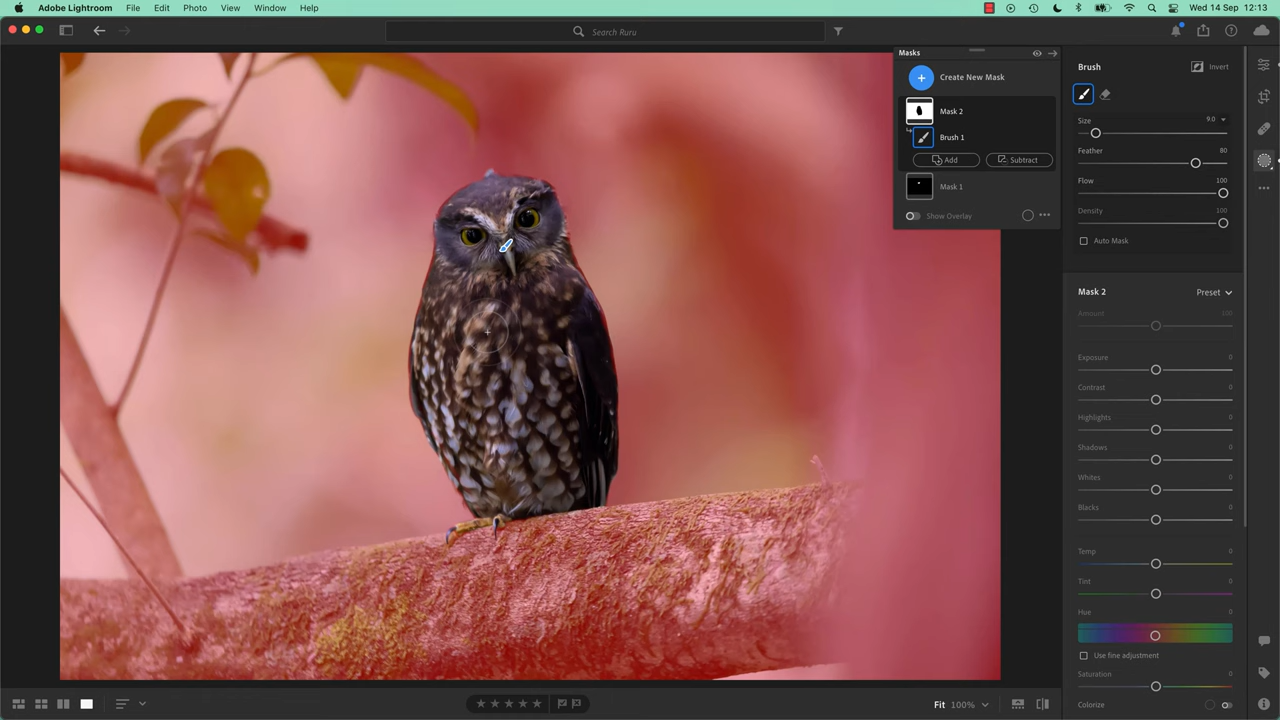 Adobe Lightroom File Edit Photo View Window Help Wed 14 Sep 12:13
Search Ruru
Masks
Create New Mask
Mask 2
Brush 1
Add Subtract
Mask 1
Show Overlay
Brush Invert
Size 9.0
Feather 80
Flow 100
Density 100
Auto Mask
Mask 2 Preset
Amount 100
Exposure 0
Contrast 0
Highlights 0
Shadows 0
Whites 0
Blacks 0
Temp 0
Tint 0
Hue 0
Use fine adjustment
Saturation 0
Colorize
Fit 100%